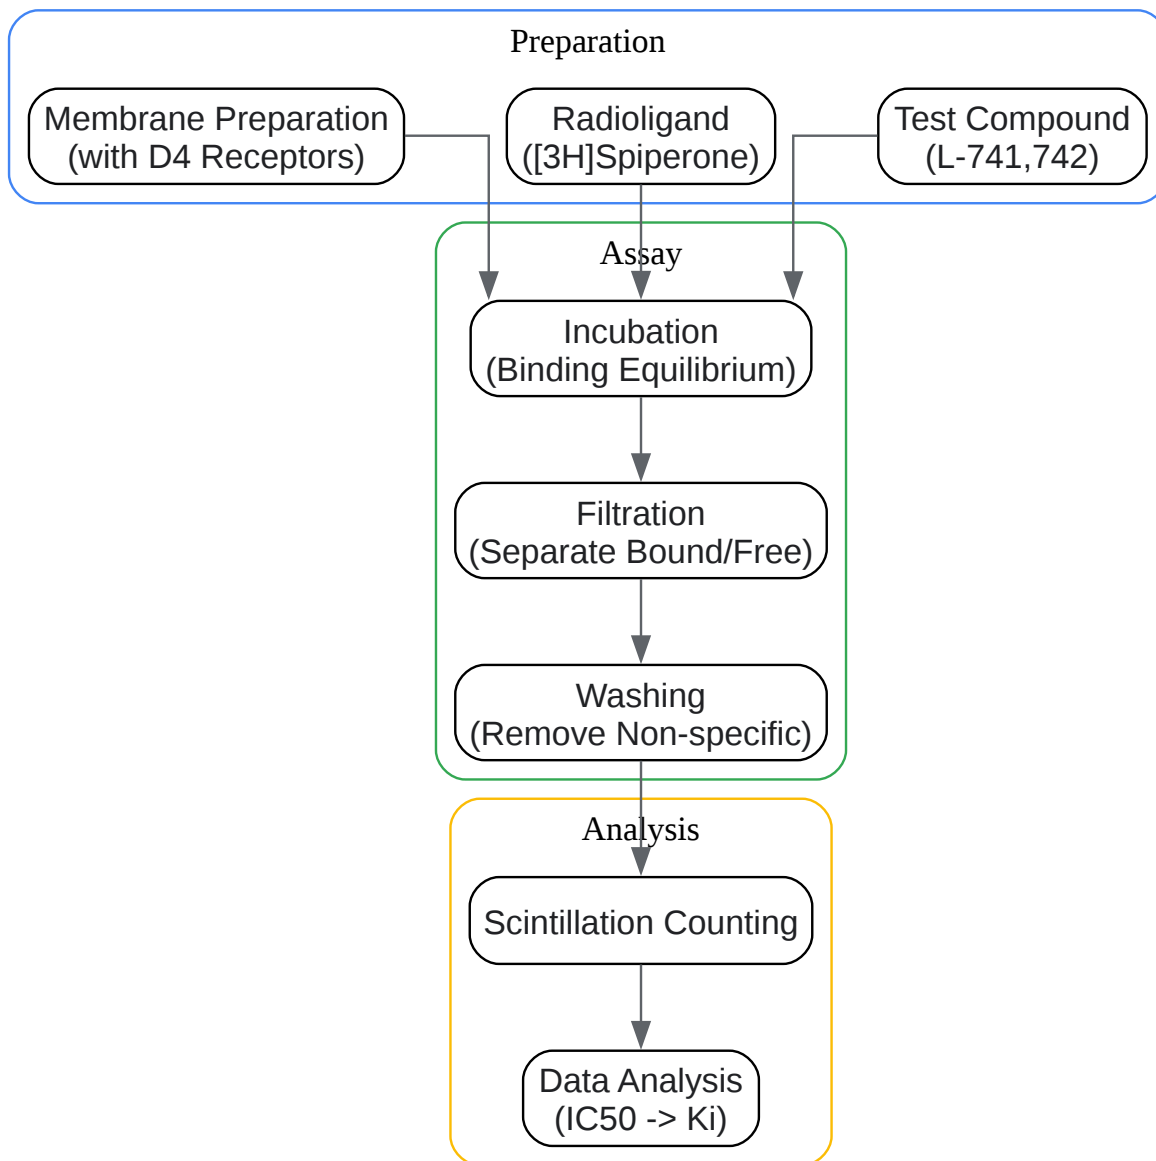 Preparation
Membrane Preparation
(with D4 Receptors)
Radioligand
([3H]Spiperone)
Test Compound
(L-741,742)
Assay
Incubation
(Binding Equilibrium)
Filtration
(Separate Bound/Free)
Washing
(Remove Non-specific)
Analysis
Scintillation Counting
Data Analysis
(IC50 -> Ki)